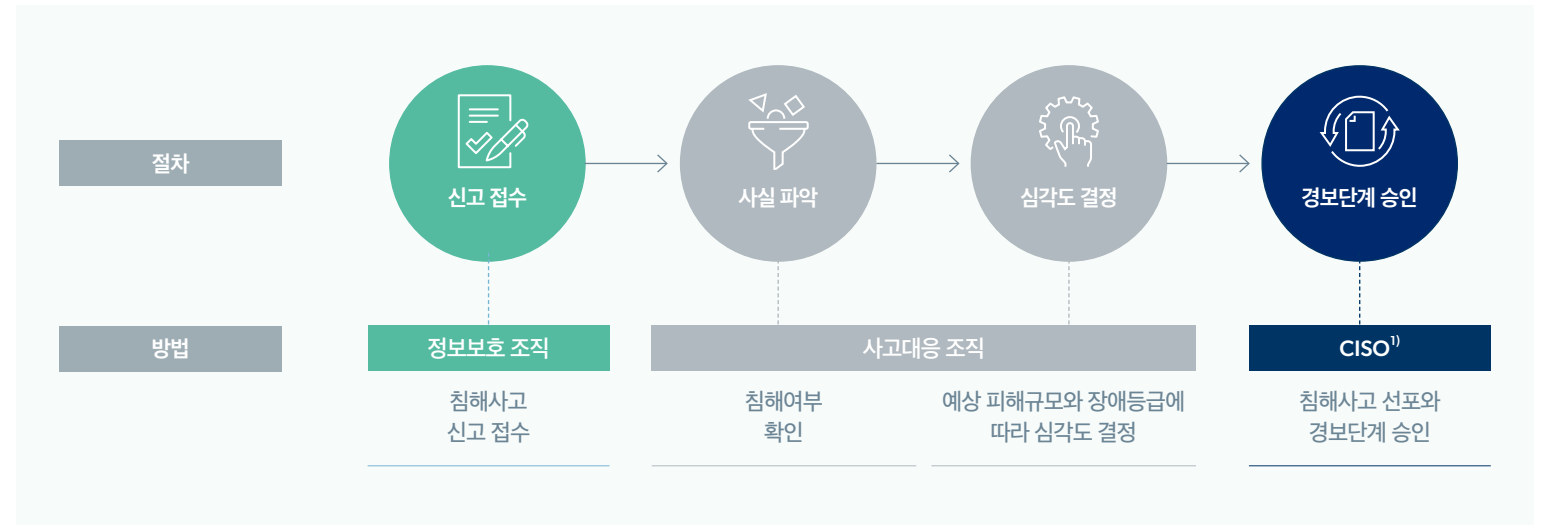 절차
신고 접수
사실 파악
심각도 결정
경보단계 승인
방법
정보보호 조직
사고대응 조직
CISO¹⁾
침해사고
신고 접수
침해여부
확인
예상 피해규모와 장애등급에
따라 심각도 결정
침해사고 선포와
경보단계 승인